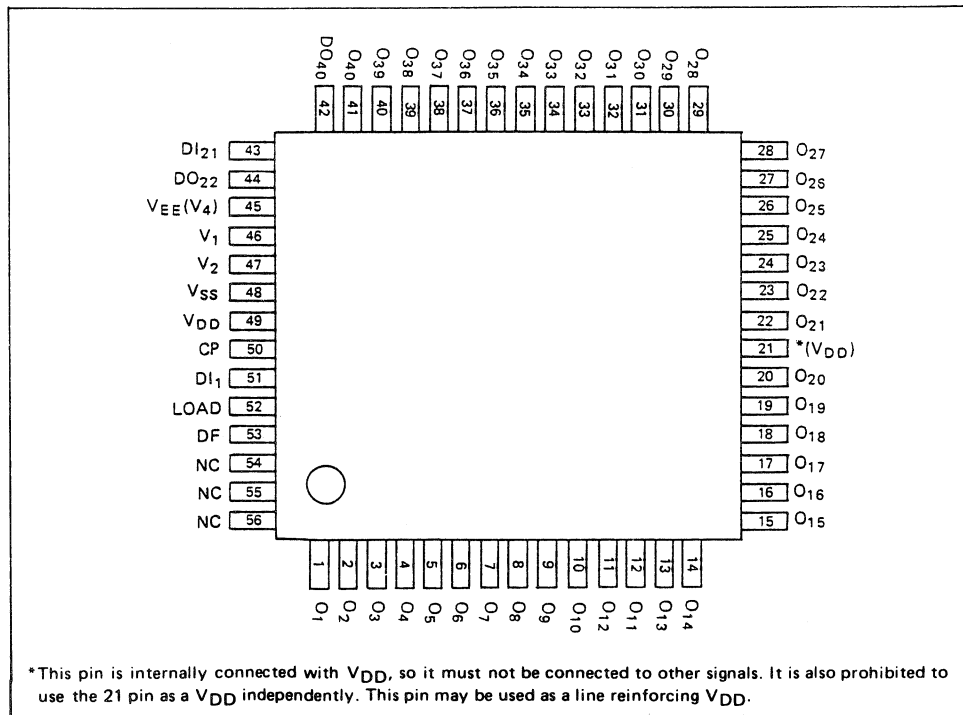 DO40 O40 O39 O38 O37 O36 O35 O34 O33 O32 O31 O30 O29 O28
42 41 40 39 38 37 36 35 34 33 32 31 30 29
DI21 43 28 O27
DO22 44 27 O26
VEE(V4) 45 26 O25
V1 46 25 O24
V2 47 24 O23
VSS 48 23 O22
VDD 49 22 O21
CP 50 21 *(VDD)
DI1 51 20 O20
LOAD 52 19 O19
DF 53 18 O18
NC 54 17 O17
NC 55 16 O16
NC 56 15 O15
1 2 3 4 5 6 7 8 9 10 11 12 13 14
O1 O2 O3 O4 O5 O6 O7 O8 O9 O10 O12 O11 O13 O14
*This pin is internally connected with VDD, so it must not be connected to other signals. It is also prohibited to
use the 21 pin as a VDD independently. This pin may be used as a line reinforcing VDD.